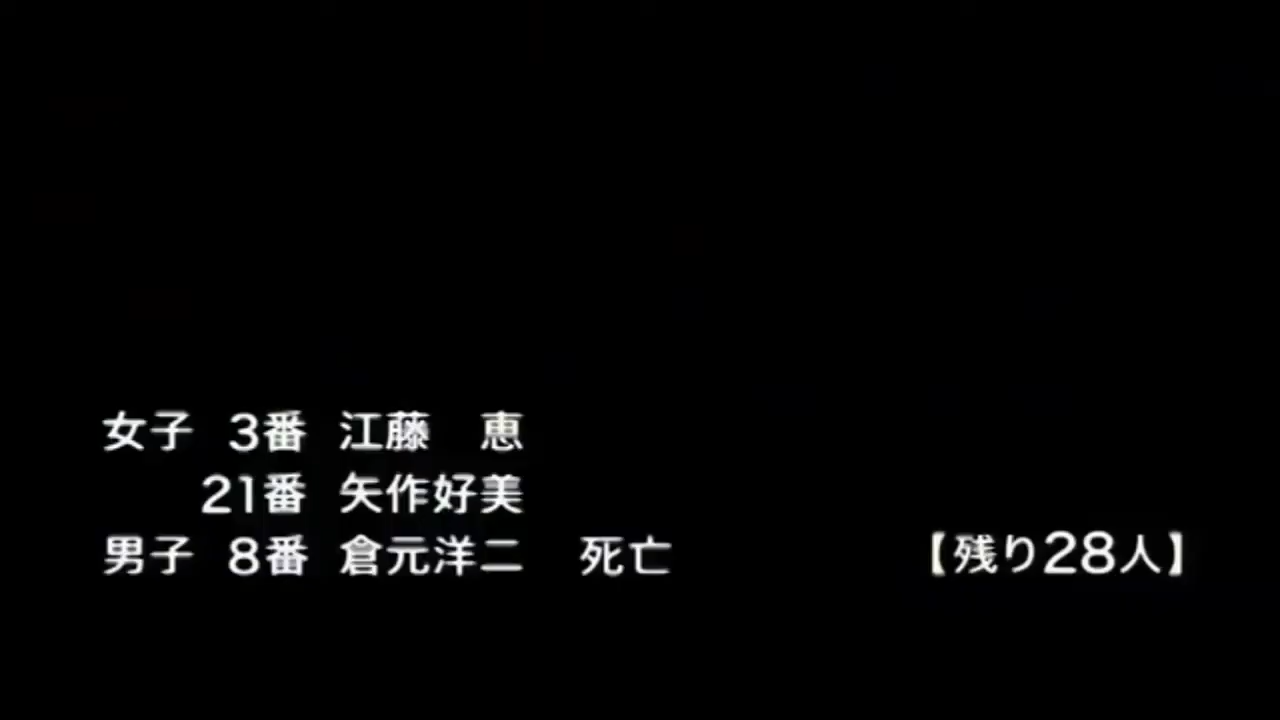 女子 3番 江藤 恵
21番 矢作好美
男子 8番 倉元洋二 死亡 【残り28人】